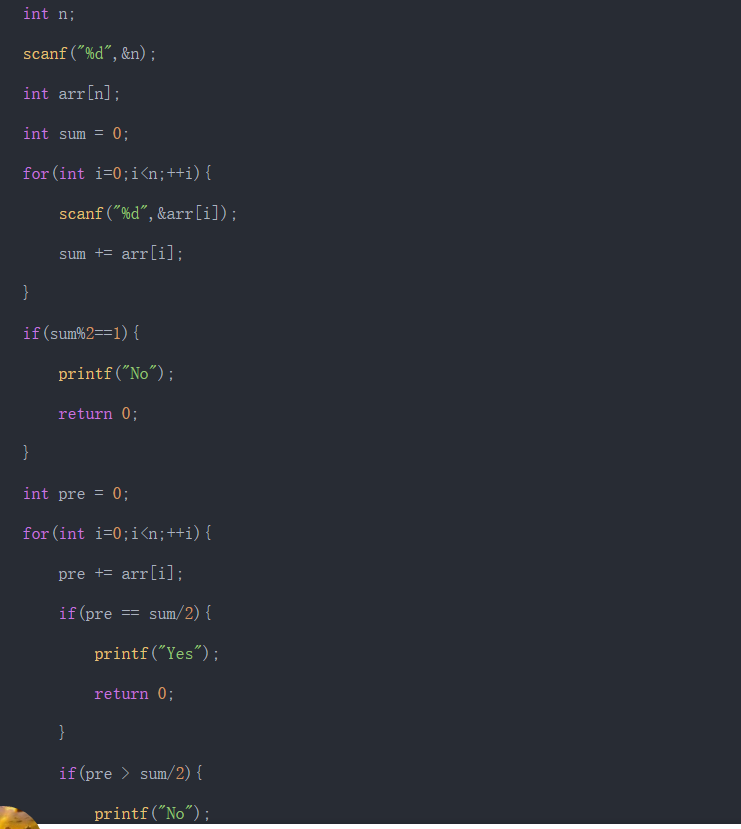 int n;
scanf("%d",&n);
int arr[n];
int sum = 0;
for(int i=0;i<n;++i){
    scanf("%d",&arr[i]);
    sum += arr[i];
}
if(sum%2==1){
    printf("No");
    return 0;
}
int pre = 0;
for(int i=0;i<n;++i){
    pre += arr[i];
    if(pre == sum/2){
        printf("Yes");
        return 0;
    }
    if(pre > sum/2){
        printf("No");